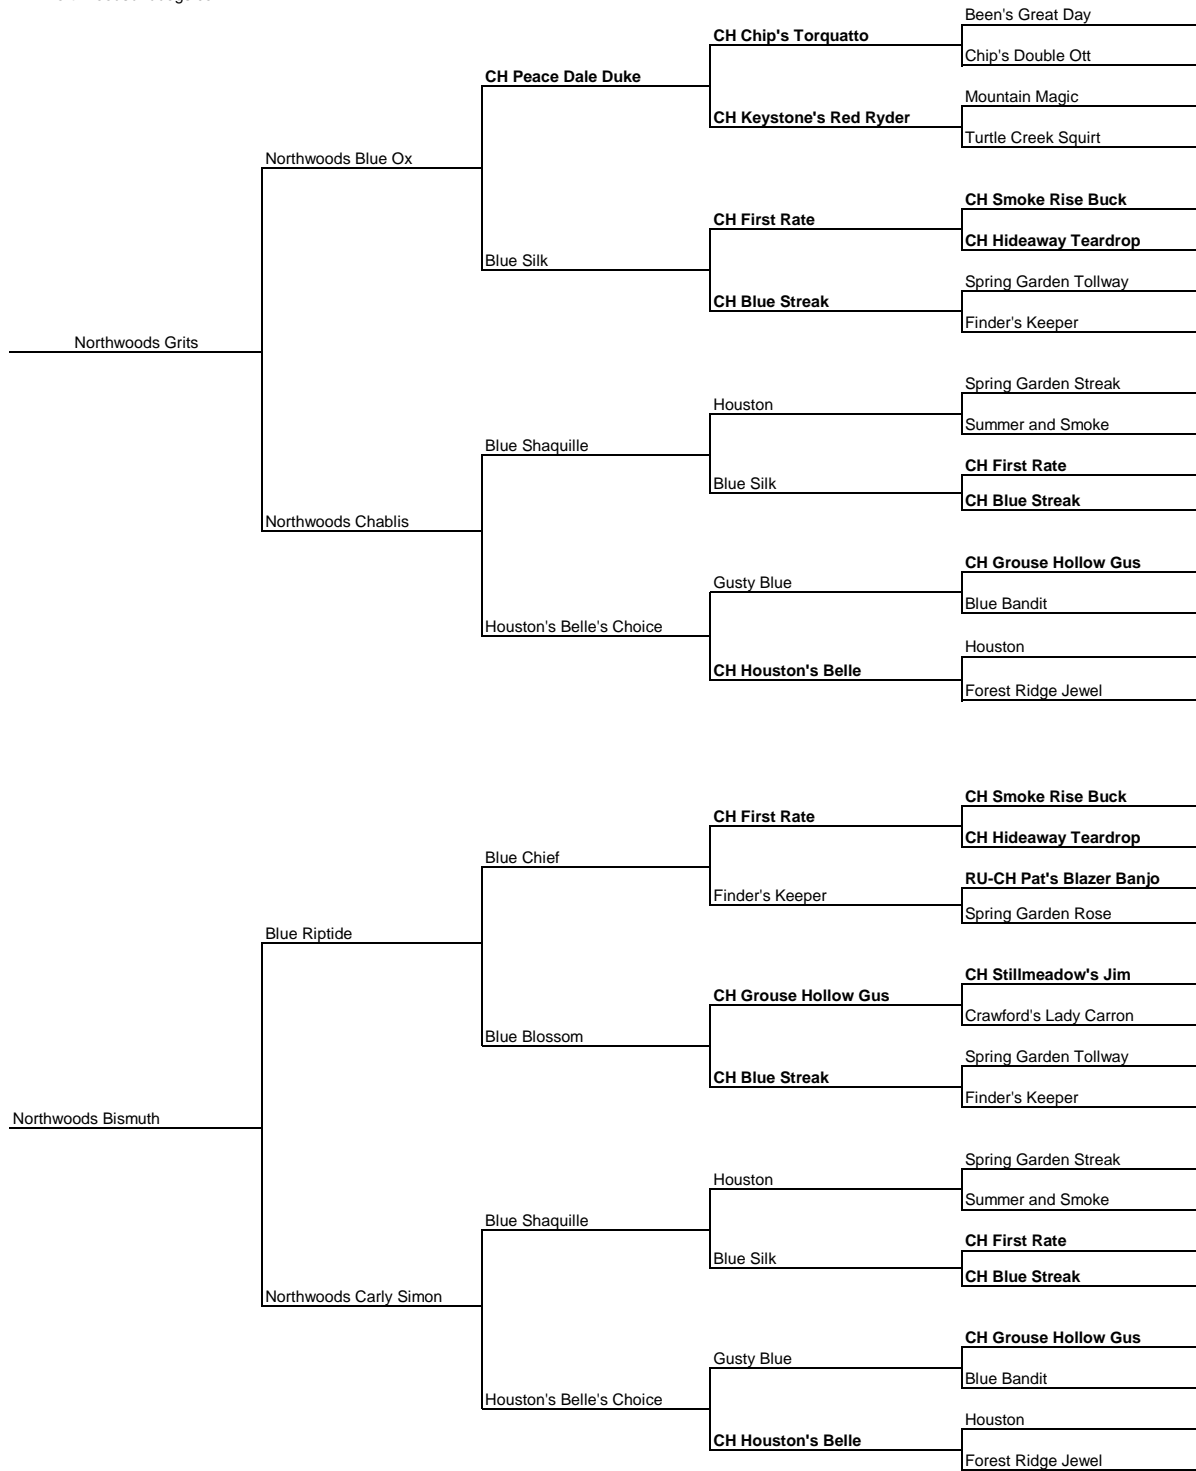 Been's Great Day
CH Chip's Torquatto
Chip's Double Ott
CH Peace Dale Duke
Mountain Magic
CH Keystone's Red Ryder
Turtle Creek Squirt
Northwoods Blue Ox
CH Smoke Rise Buck
CH First Rate
CH Hideaway Teardrop
Blue Silk
Spring Garden Tollway
CH Blue Streak
Finder's Keeper
Northwoods Grits
Spring Garden Streak
Houston
Summer and Smoke
Blue Shaquille
CH First Rate
Blue Silk
CH Blue Streak
Northwoods Chablis
CH Grouse Hollow Gus
Gusty Blue
Blue Bandit
Houston's Belle's Choice
Houston
CH Houston's Belle
Forest Ridge Jewel
CH Smoke Rise Buck
CH First Rate
CH Hideaway Teardrop
Blue Chief
RU-CH Pat's Blazer Banjo
Finder's Keeper
Spring Garden Rose
Blue Riptide
CH Stillmeadow's Jim
CH Grouse Hollow Gus
Crawford's Lady Carron
Blue Blossom
Spring Garden Tollway
CH Blue Streak
Finder's Keeper
Northwoods Bismuth
Spring Garden Streak
Houston
Summer and Smoke
Blue Shaquille
CH First Rate
Blue Silk
CH Blue Streak
Northwoods Carly Simon
CH Grouse Hollow Gus
Gusty Blue
Blue Bandit
Houston's Belle's Choice
Houston
CH Houston's Belle
Forest Ridge Jewel